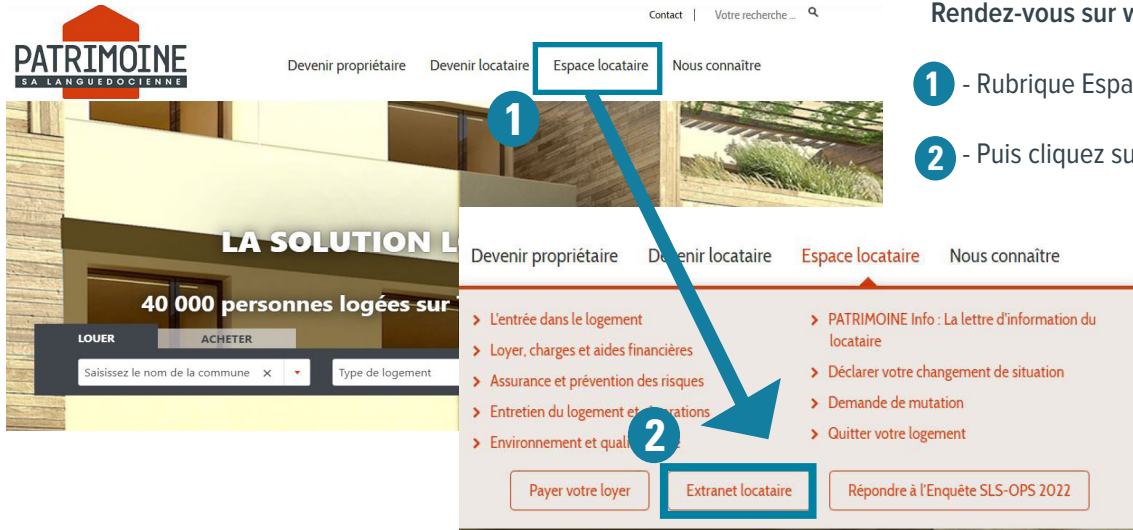 Contact | Votre recherche ...
PATRIMOINE
SA LANGUEDOCIENNE
Devenir propriétaire Devenir locataire Espace locataire Nous connaître
1
LA SOLUTION
40 000 personnes logées sur
LOUER ACHETER
Saisissez le nom de la commune × Type de logement
Rendez-vous sur
1 - Rubrique
2 - Puis cliquez
Devenir propriétaire locataire Espace locataire Nous connaître
> L'entrée dans le logement
> Loyer, charges et aides financières
> Assurance et prévention des risques
> Entretien du logement
> Environnement et
2
> PATRIMOINE Info : La lettre d'information du
locataire
> Déclarer votre changement de situation
> Demande de mutation
> Quitter votre logement
Payer votre loyer Extranet locataire Répondre à l'Enquête SLS-OPS 2022